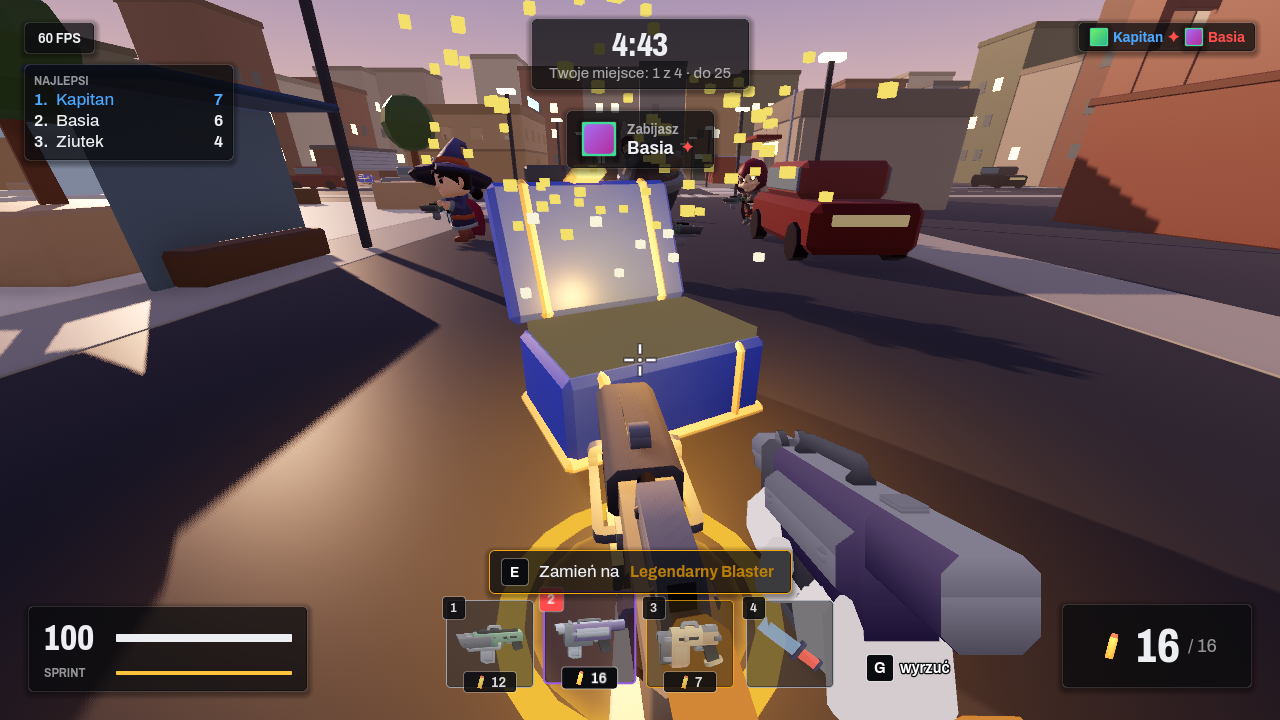 60 FPS
NAJLEPSI
1. Kapitan 7
2. Basia 6
3. Ziutek 4
4:43
Twoje miejsce: 1 z 4 · do 25
Zabijasz
Basia
Kapitan Basia
E Zamień na Legendarny Blaster
100
SPRINT
1 2 3 4
12 16 7
G wyrzuć
16 / 16